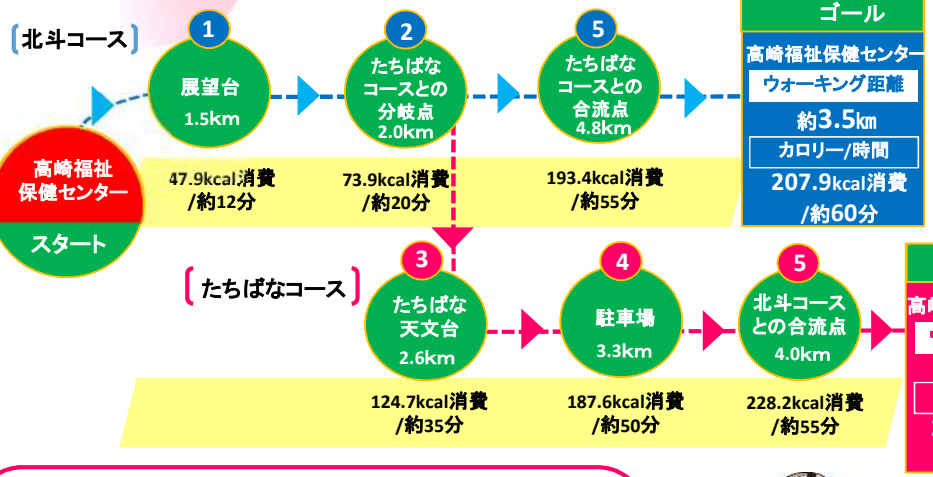 [北斗コース]
1
展望台
1.5km
47.9kcal消費
/約12分
2
たちばな
コースとの
分岐点
2.0km
73.9kcal消費
/約20分
5
たちばな
コースとの
合流点
4.8km
193.4kcal消費
/約55分
ゴール
高崎福祉保健センター
ウォーキング距離
約3.5㎞
カロリー/時間
207.9kcal消費
/約60分
高崎福祉
保健センター
スタート
[たちばなコース]
3
たちばな
天文台
2.6km
124.7kcal消費
/約35分
4
駐車場
3.3km
187.6kcal消費
/約50分
5
北斗コース
との合流点
4.0km
228.2kcal消費
/約55分
高